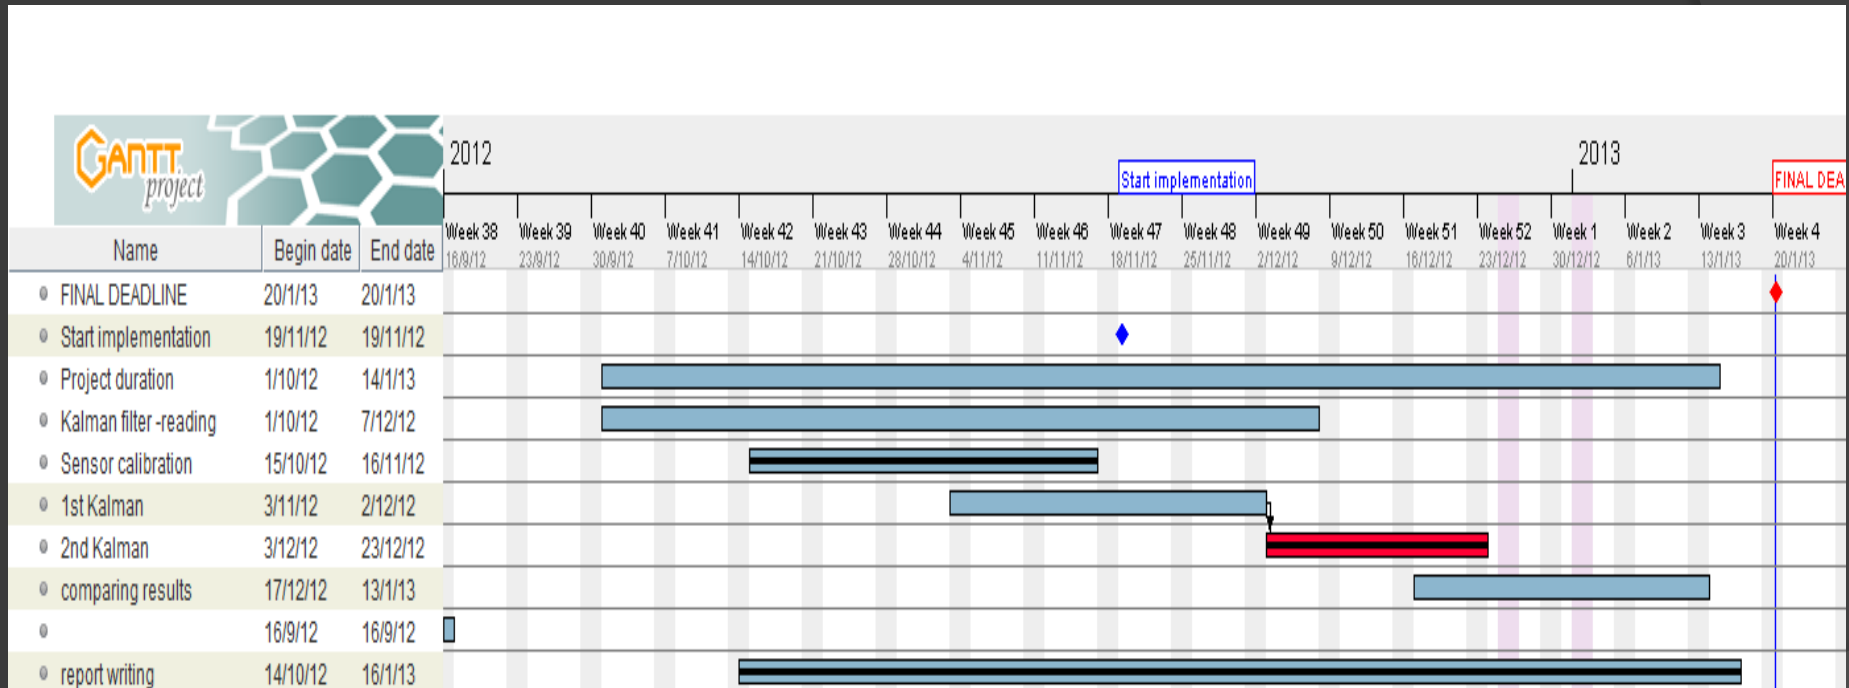 GANTT
project
2012
2013
Start implementation
FINAL DEA
Week 38 Week 39 Week 40 Week 41 Week 42 Week 43 Week 44 Week 45 Week 46 Week 47 Week 48 Week 49 Week 50 Week 51 Week 52 Week 1 Week 2 Week 3 Week 4
16/9/12 23/9/12 30/9/12 7/10/12 14/10/12 21/10/12 28/10/12 4/11/12 11/11/12 18/11/12 25/11/12 2/12/12 9/12/12 16/12/12 23/12/12 30/12/12 6/1/13 13/1/13 20/1/13
Name Begin date End date
FINAL DEADLINE 20/1/13 20/1/13
Start implementation 19/11/12 19/11/12
Project duration 1/10/12 14/1/13
Kalman filter -reading 1/10/12 7/12/12
Sensor calibration 15/10/12 16/11/12
1st Kalman 3/11/12 2/12/12
2nd Kalman 3/12/12 23/12/12
comparing results 17/12/12 13/1/13
16/9/12 16/9/12
report writing 14/10/12 16/1/13